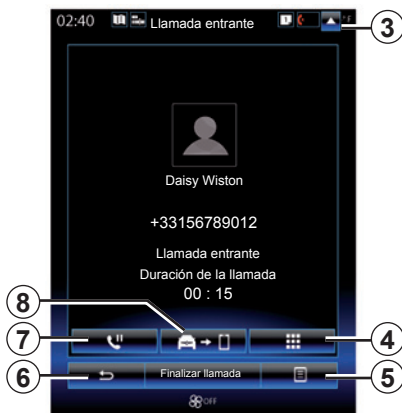 02:40 Llamada entrante °F
3
Daisy Wiston
+33156789012
Llamada entrante
Duración de la llamada
00 : 15
8
7
4
6
Finalizar llamada
5
OFF